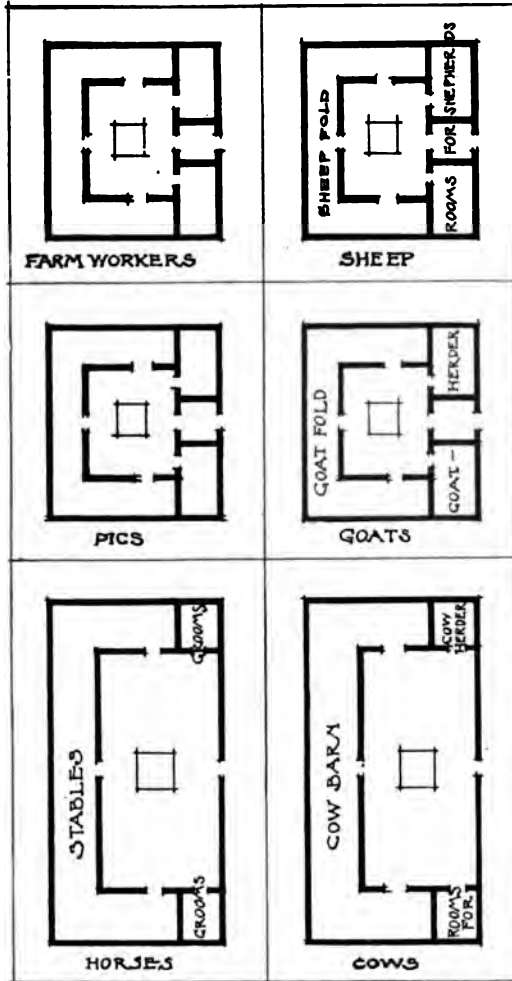 SHEEP FOLD
ROOMS FOR SHEPHERDS
FARM WORKERS
SHEEP
GOAT FOLD
GOAT-
HERDER
PIGS
GOATS
STABLES
GROOMS
GROOMS
COW BARM
ROOMS
FOR
COW
HERDER
HORSES
COWS